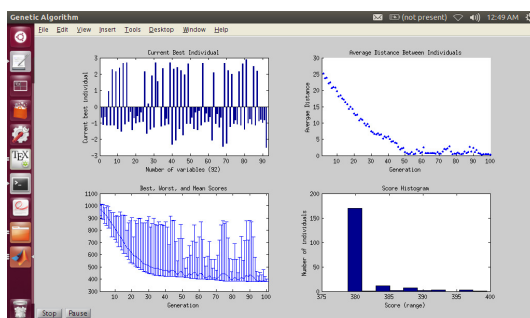 Genetic Algorithm
(not present)
12:49 AM
File Edit View Insert Tools Desktop Window Help
Current Best Individual
Current best individual
3
2
1
0
-1
-2
-3
0 10 20 30 40 50 60 70 80 90
Number of variables (92)
Average Distance Between Individuals
Average Distance
30
25
20
15
10
5
0
10 20 30 40 50 60 70 80 90 100
Generation
Best, Worst, and Mean Scores
1100
1000
900
800
700
600
500
400
300
10 20 30 40 50 60 70 80 90 100
Generation
Score Histogram
Number of individuals
200
150
100
50
0
375 380 385 390 395 400
Score (range)
Stop Pause
TEX